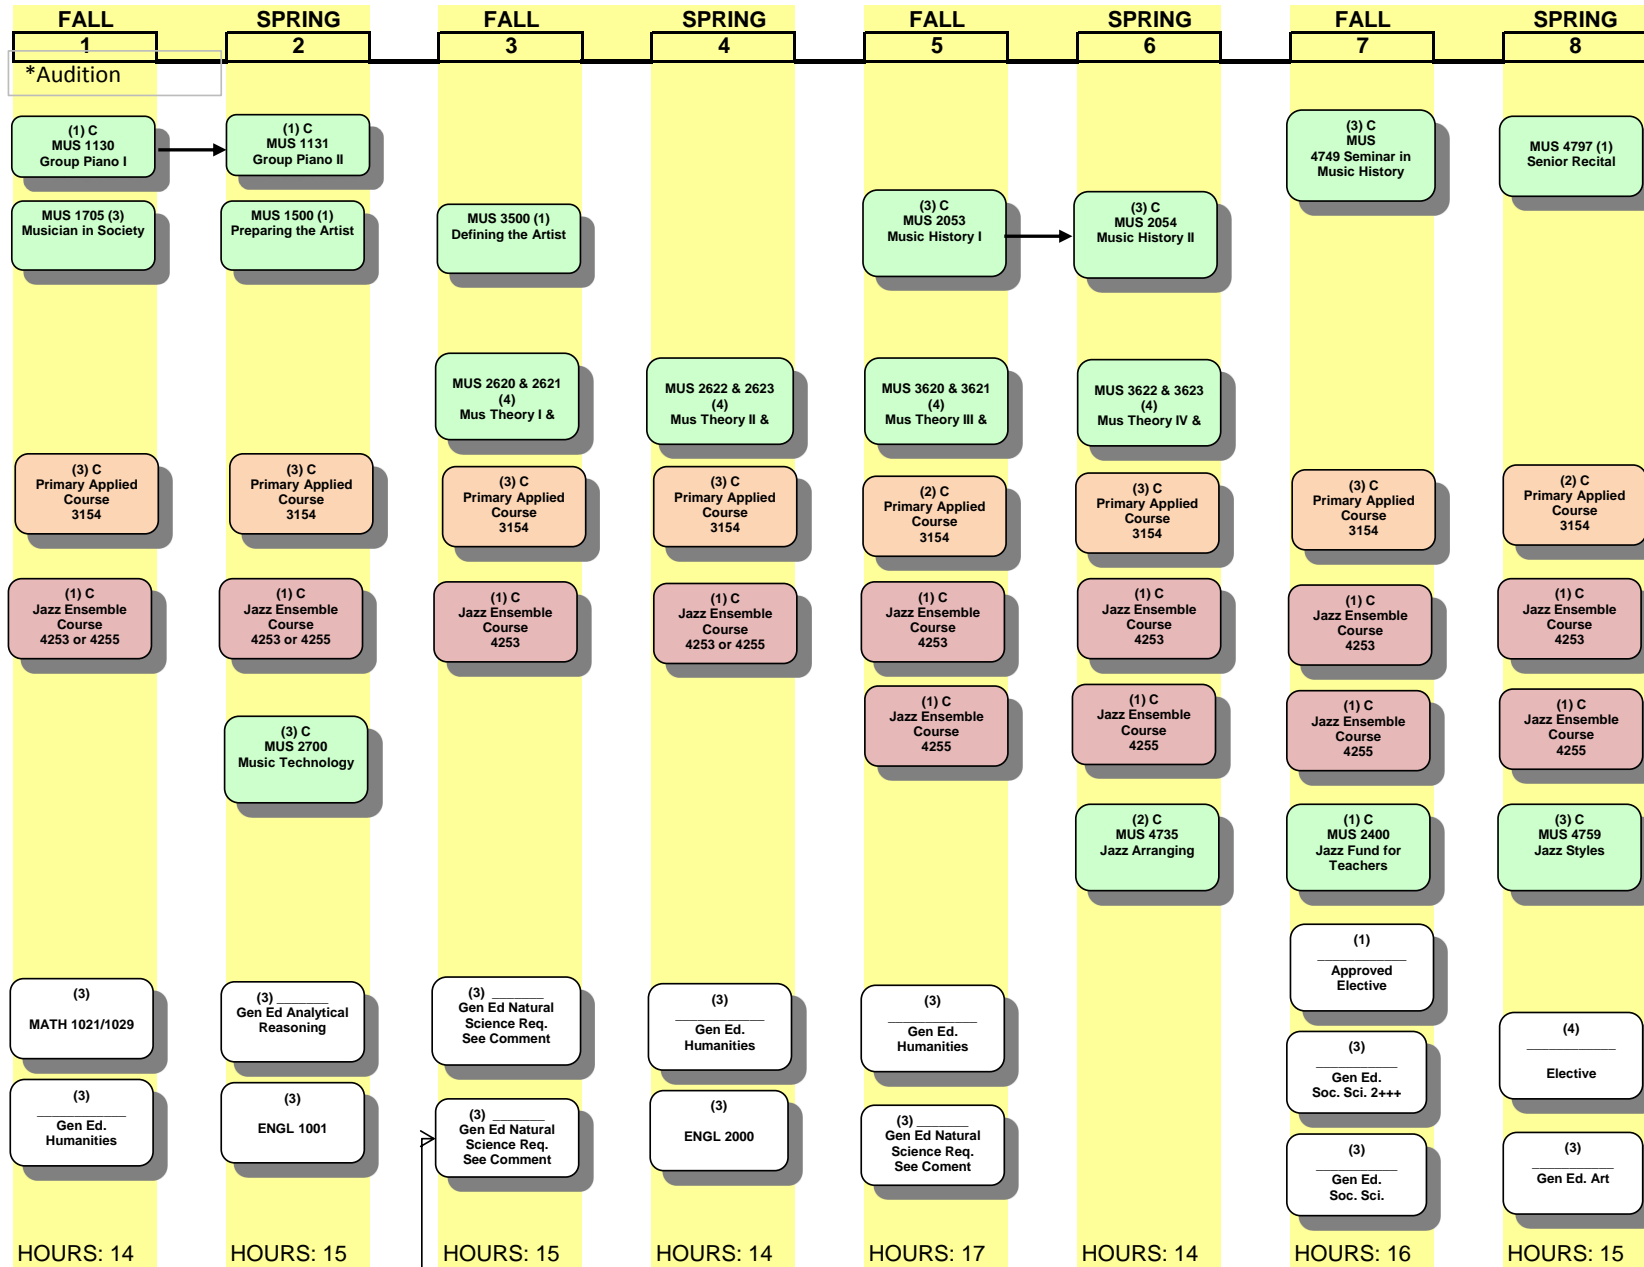 FALL
SPRING
FALL
SPRING
FALL
SPRING
FALL
SPRING
1
2
3
4
5
6
7
8
*Audition
(1) C
MUS 1130
Group Piano I
MUS 1705 (3)
Musician in Society
(3) C
Primary Applied
Course
3154
(1) C
Jazz Ensemble
Course
4253 or 4255
(3)
MATH 1021/1029
(3)
____________
Gen Ed.
Humanities
HOURS: 14
(1) C
MUS 1131
Group Piano II
MUS 1500 (1)
Preparing the Artist
(3) C
Primary Applied
Course
3154
(1) C
Jazz Ensemble
Course
4253 or 4255
(3) C
MUS 2700
Music Technology
(3) _______
Gen Ed Analytical
Reasoning
(3)
ENGL 1001
HOURS: 15
MUS 3500 (1)
Defining the Artist
MUS 2620 & 2621
(4)
Mus Theory I &
(3) C
Primary Applied
Course
3154
(1) C
Jazz Ensemble
Course
4253
(3) _______
Gen Ed Natural
Science Req.
See Comment
(3) _______
Gen Ed Natural
Science Req.
See Comment
HOURS: 15
MUS 2622 & 2623
(4)
Mus Theory II &
(3) C
Primary Applied
Course
3154
(1) C
Jazz Ensemble
Course
4253 or 4255
(3)
____________
Gen Ed.
Humanities
(3)
ENGL 2000
HOURS: 14
(3) C
MUS 2053
Music History I
MUS 3620 & 3621
(4)
Mus Theory III &
(2) C
Primary Applied
Course
3154
(1) C
Jazz Ensemble
Course
4253
(1) C
Jazz Ensemble
Course
4255
(3)
____________
Gen Ed.
Humanities
(3) _______
Gen Ed Natural
Science Req.
See Coment
HOURS: 17
(3) C
MUS 2054
Music History II
MUS 3622 & 3623
(4)
Mus Theory IV &
(3) C
Primary Applied
Course
3154
(1) C
Jazz Ensemble
Course
4253
(1) C
Jazz Ensemble
Course
4255
(2) C
MUS 4735
Jazz Arranging
HOURS: 14
(3) C
MUS
4749 Seminar in
Music History
(3) C
Primary Applied
Course
3154
(1) C
Jazz Ensemble
Course
4253
(1) C
Jazz Ensemble
Course
4255
(1) C
MUS 2400
Jazz Fund for
Teachers
(1)
____________
Approved
Elective
(3)
___________
Gen Ed.
Soc. Sci. 2+++
(3)
___________
Gen Ed.
Soc. Sci.
HOURS: 16
MUS 4797 (1)
Senior Recital
(2) C
Primary Applied
Course
3154
(1) C
Jazz Ensemble
Course
4253
(1) C
Jazz Ensemble
Course
4255
(3) C
MUS 4759
Jazz Styles
(4)
____________
Elective
(3)
___________
Gen Ed. Art
HOURS: 15